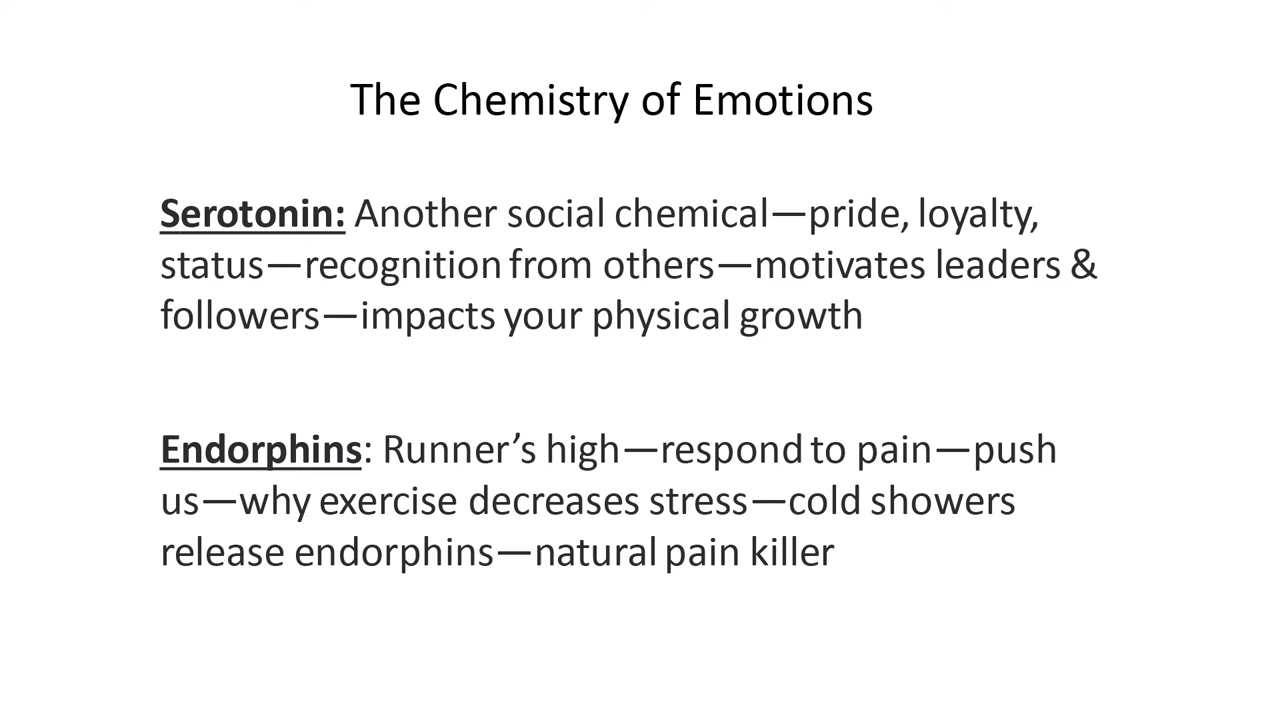 The Chemistry of Emotions
Serotonin: Another social chemical—pride, loyalty,
status—recognition from others—motivates leaders &
followers—impacts your physical growth
Endorphins: Runner’s high—respond to pain—push
us—why exercise decreases stress—cold showers
release endorphins—natural pain killer